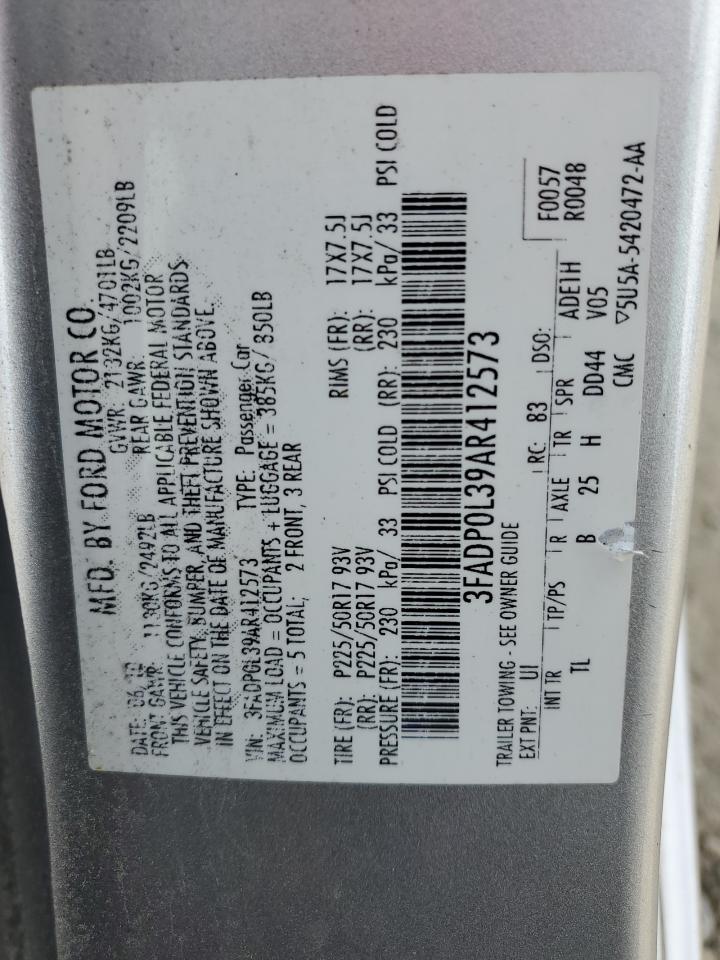 MFD. BY FORD MOTOR CO.
DATE: 06/10 GVWR: 2132KG/4701LB
FRONT GAWR: 1130KG/2492LB REAR GAWR: 1002KG/2209LB
THIS VEHICLE CONFORMS TO ALL APPLICABLE FEDERAL MOTOR
VEHICLE SAFETY, BUMPER, AND THEFT PREVENTION STANDARDS
IN EFFECT ON THE DATE OF MANUFACTURE SHOWN ABOVE.
VIN: 3FADP0L39AR412573 TYPE: Passenger Car
MAXIMUM LOAD = OCCUPANTS + LUGGAGE = 385KG/ 850LB
OCCUPANTS = 5 TOTAL; 2 FRONT, 3 REAR
TIRE (FR): P225/50R17 93V RIMS (FR): 17X7.5J
(RR): P225/50R17 93V (RR): 17X7.5J
PRESSURE (FR): 230 kPa/ 33 PSI COLD (RR): 230 kPa/ 33 PSI COLD
3FADP0L39AR412573
TRAILER TOWING - SEE OWNER GUIDE F0057
EXT PNT: UI RC: 83 DSO: R0048
INT TR TP/PS R AXLE TR SPR ADE1H
TL B 25 H DD44 V05
CMC ▽5U5A-5420472-AA